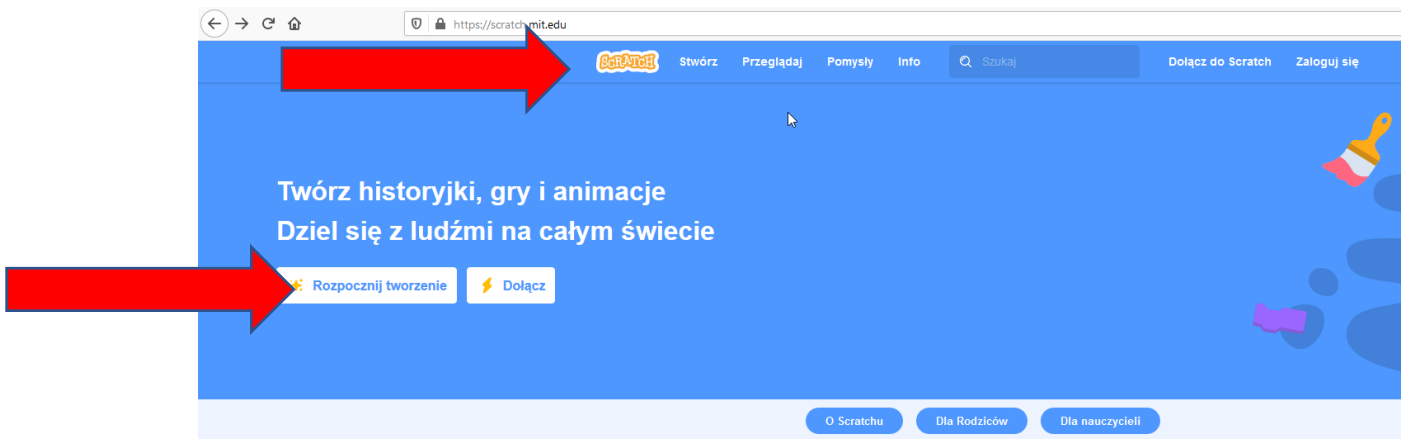 https://scratch.mit.edu
SCRATCH Stwórz Przeglądaj Pomysły Info Szukaj Dołącz do Scratch Zaloguj się
Twórz historyjki, gry i animacje
Dziel się z ludźmi na całym świecie
Rozpocznij tworzenie Dołącz
O Scratchu Dla Rodziców Dla nauczycieli